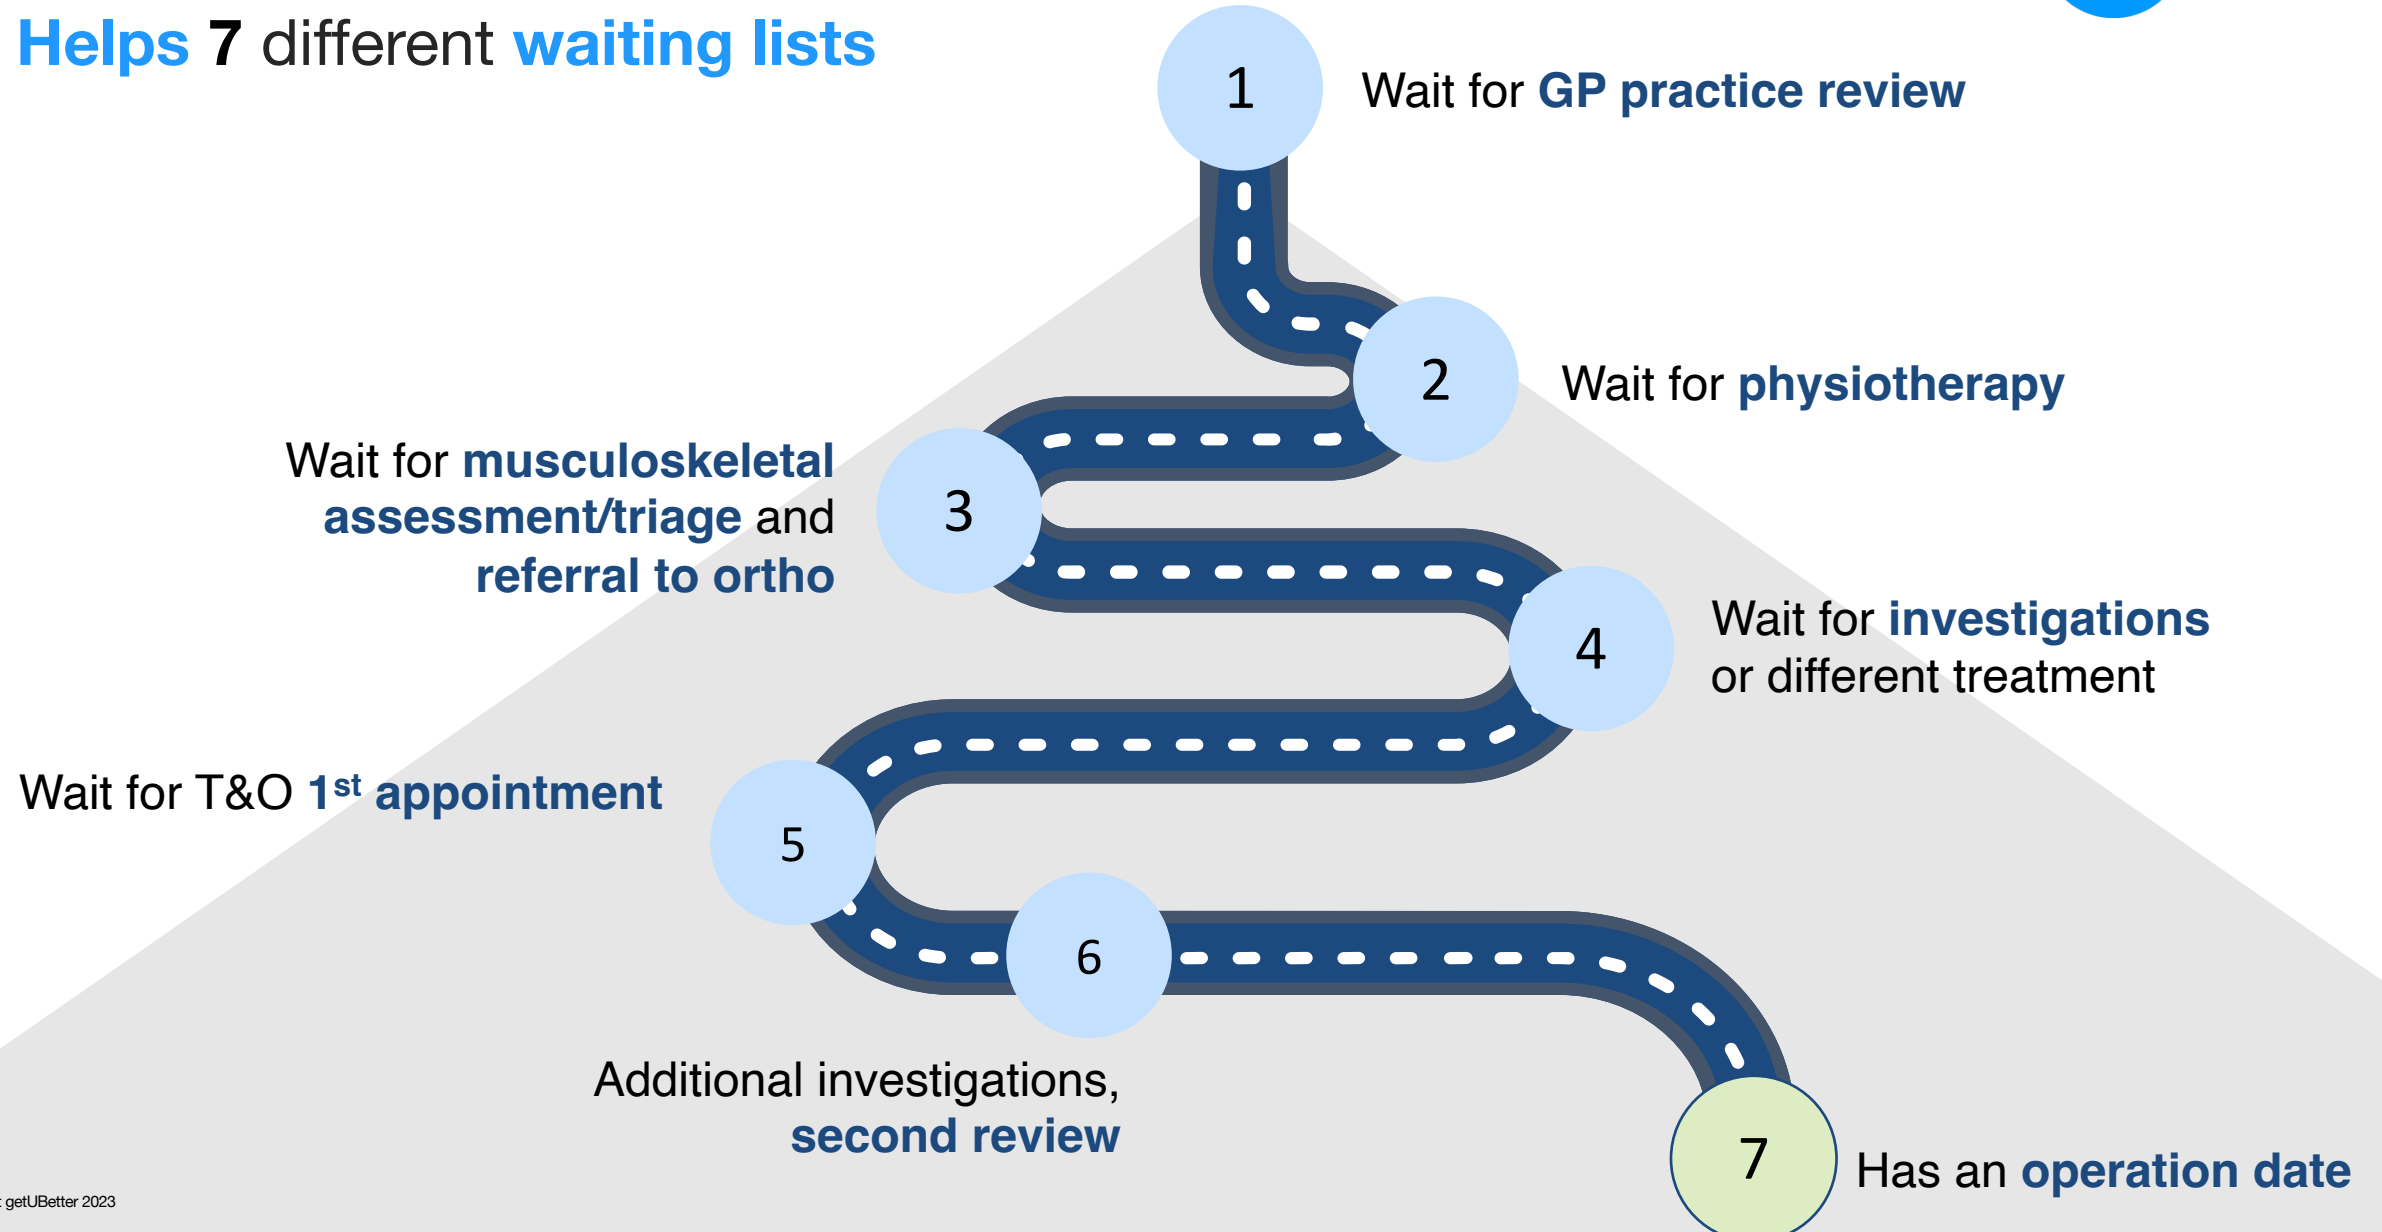 Helps 7 different waiting lists
1
Wait for GP practice review
2
Wait for physiotherapy
3
Wait for musculoskeletal
assessment/triage and
referral to ortho
4
Wait for investigations
or different treatment
5
Wait for T&O 1st appointment
6
Additional investigations,
second review
7
Has an operation date
getUBetter 2023